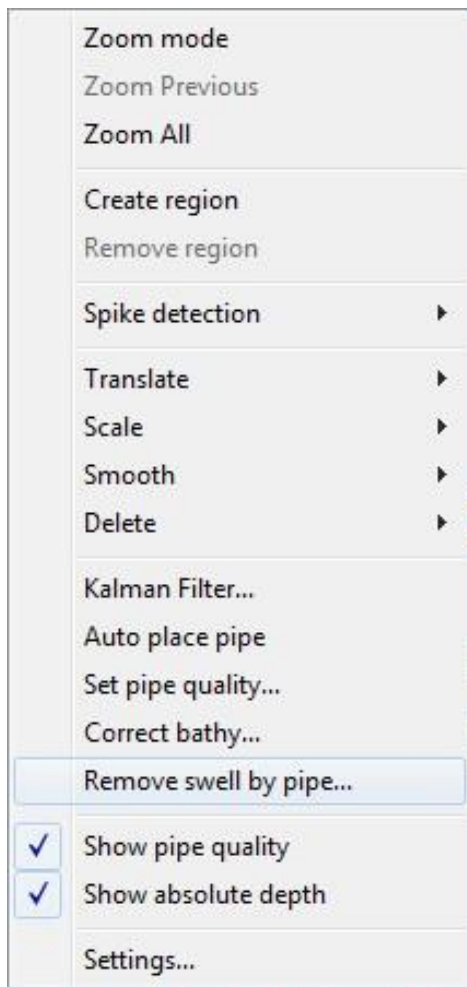 Zoom mode
Zoom Previous
Zoom All
Create region
Remove region
Spike detection
Translate
Scale
Smooth
Delete
Kalman Filter...
Auto place pipe
Set pipe quality...
Correct bathy...
Remove swell by pipe...
Show pipe quality
Show absolute depth
Settings...